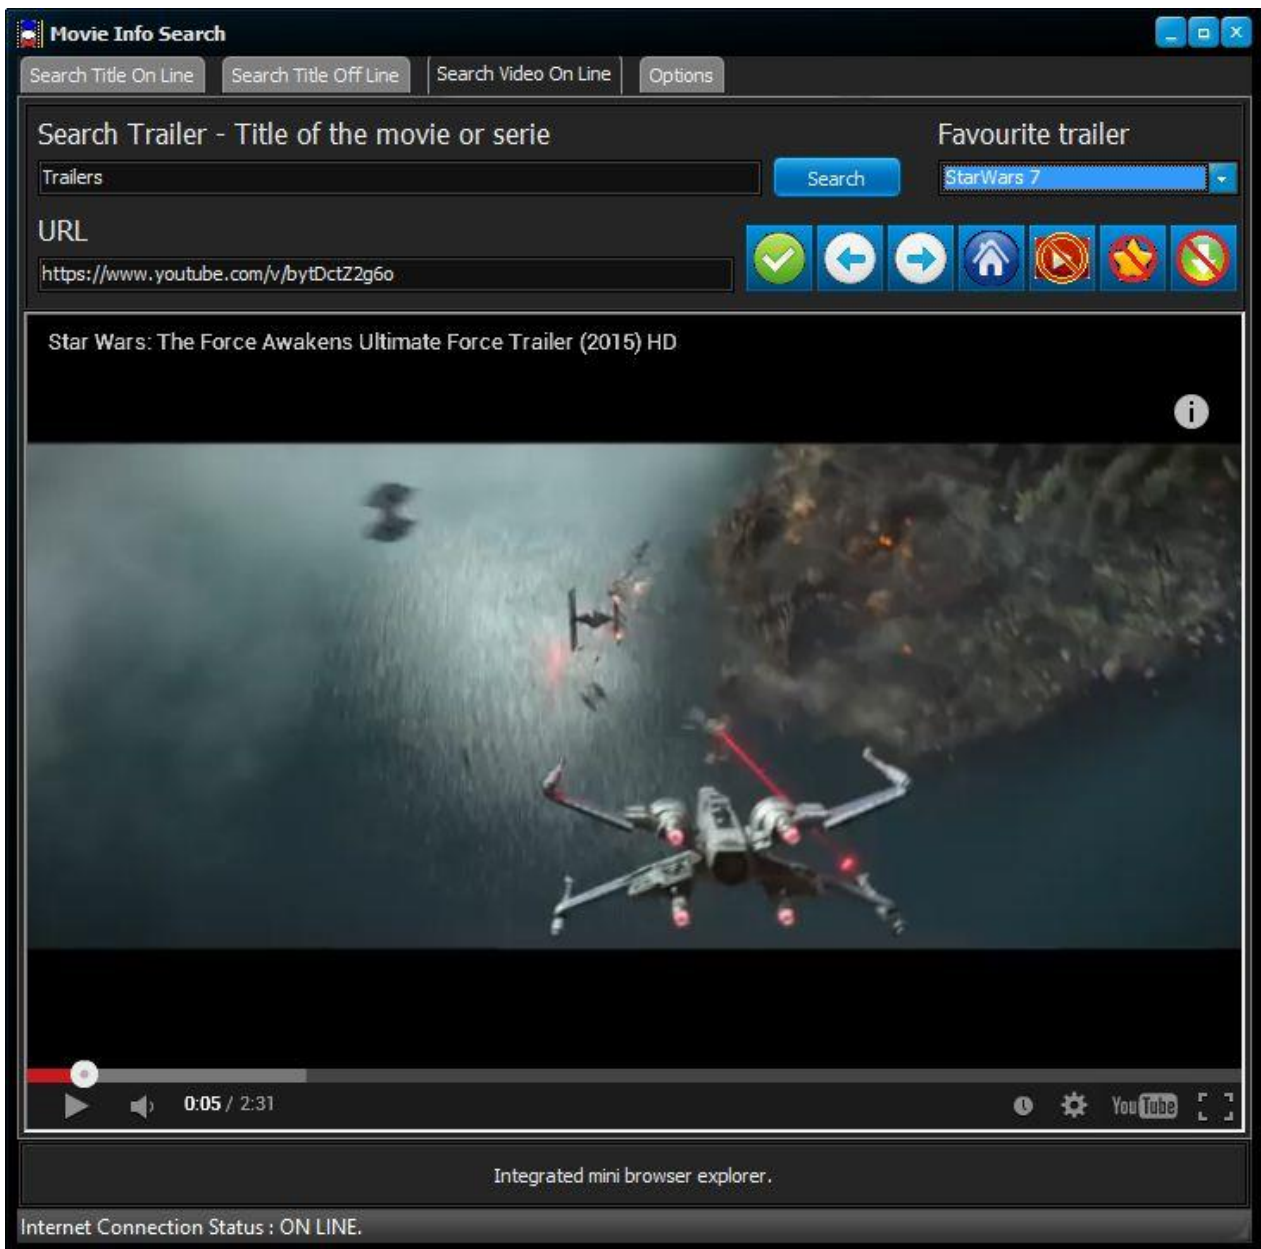 Movie Info Search
Search Title On Line
Search Title Off Line
Search Video On Line
Options
Search Trailer - Title of the movie or serie
Favourite trailer
Trailers
Search
StarWars 7
URL
https://www.youtube.com/v/bytDctZ2g6o
Star Wars: The Force Awakens Ultimate Force Trailer (2015) HD
i
0:05 / 2:31
YouTube
Integrated mini browser explorer.
Internet Connection Status : ON LINE.